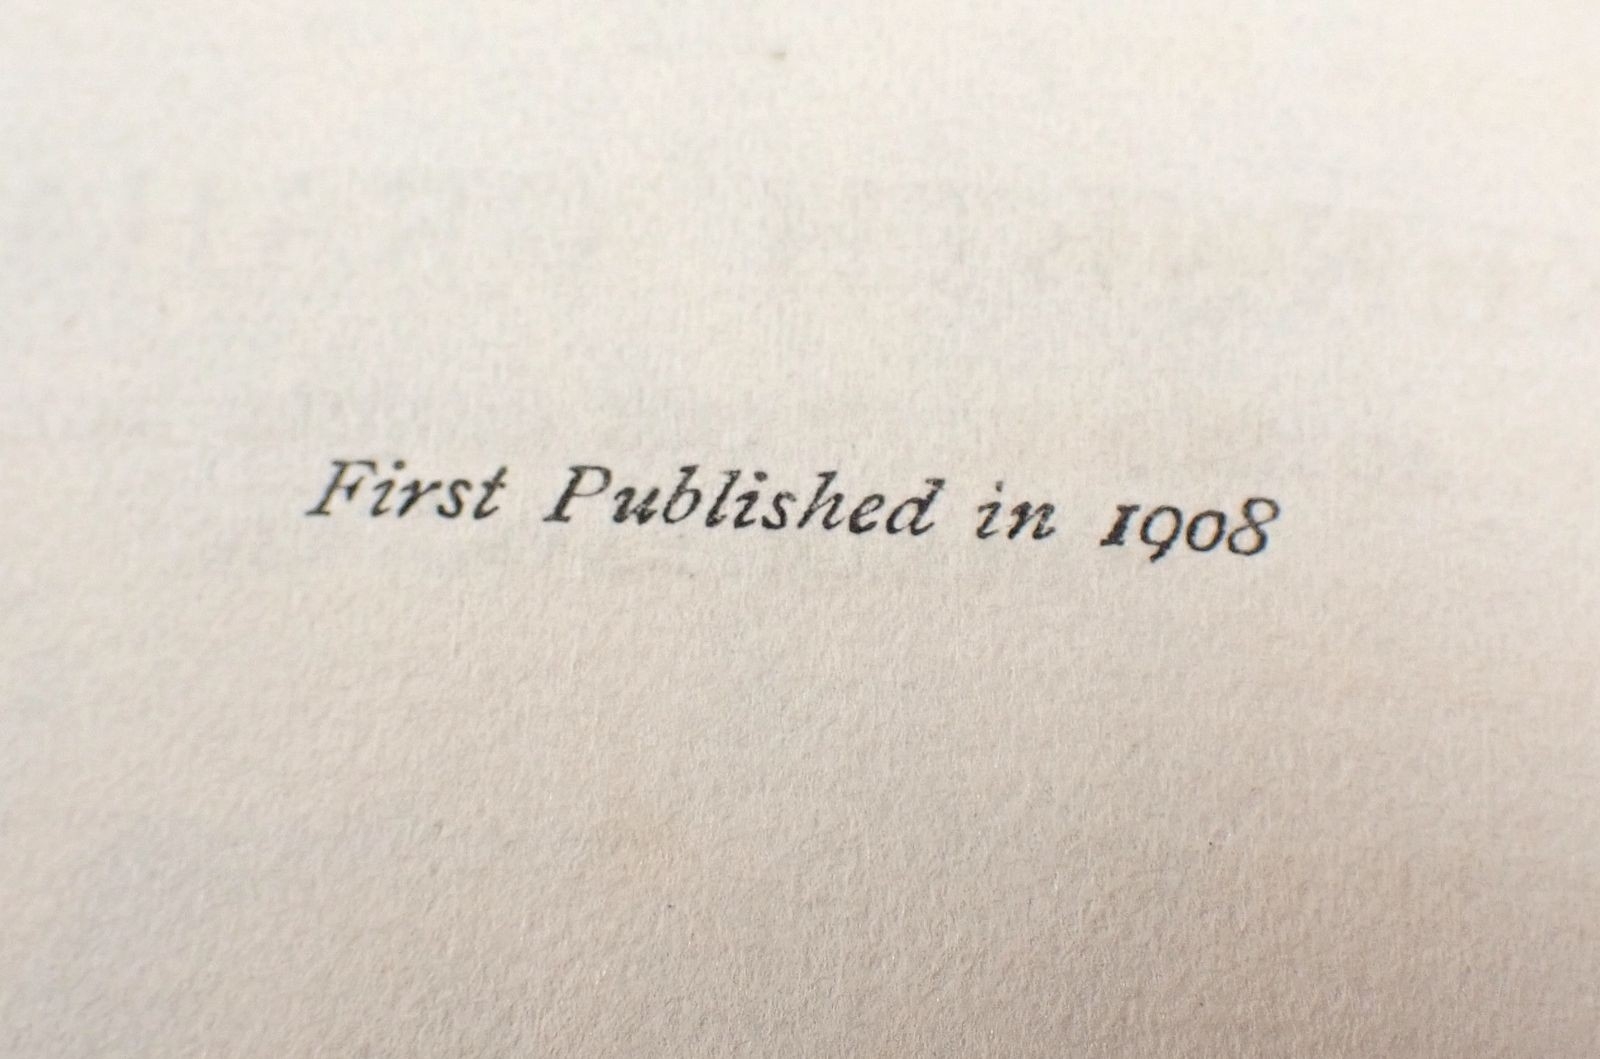 First Published in 1908